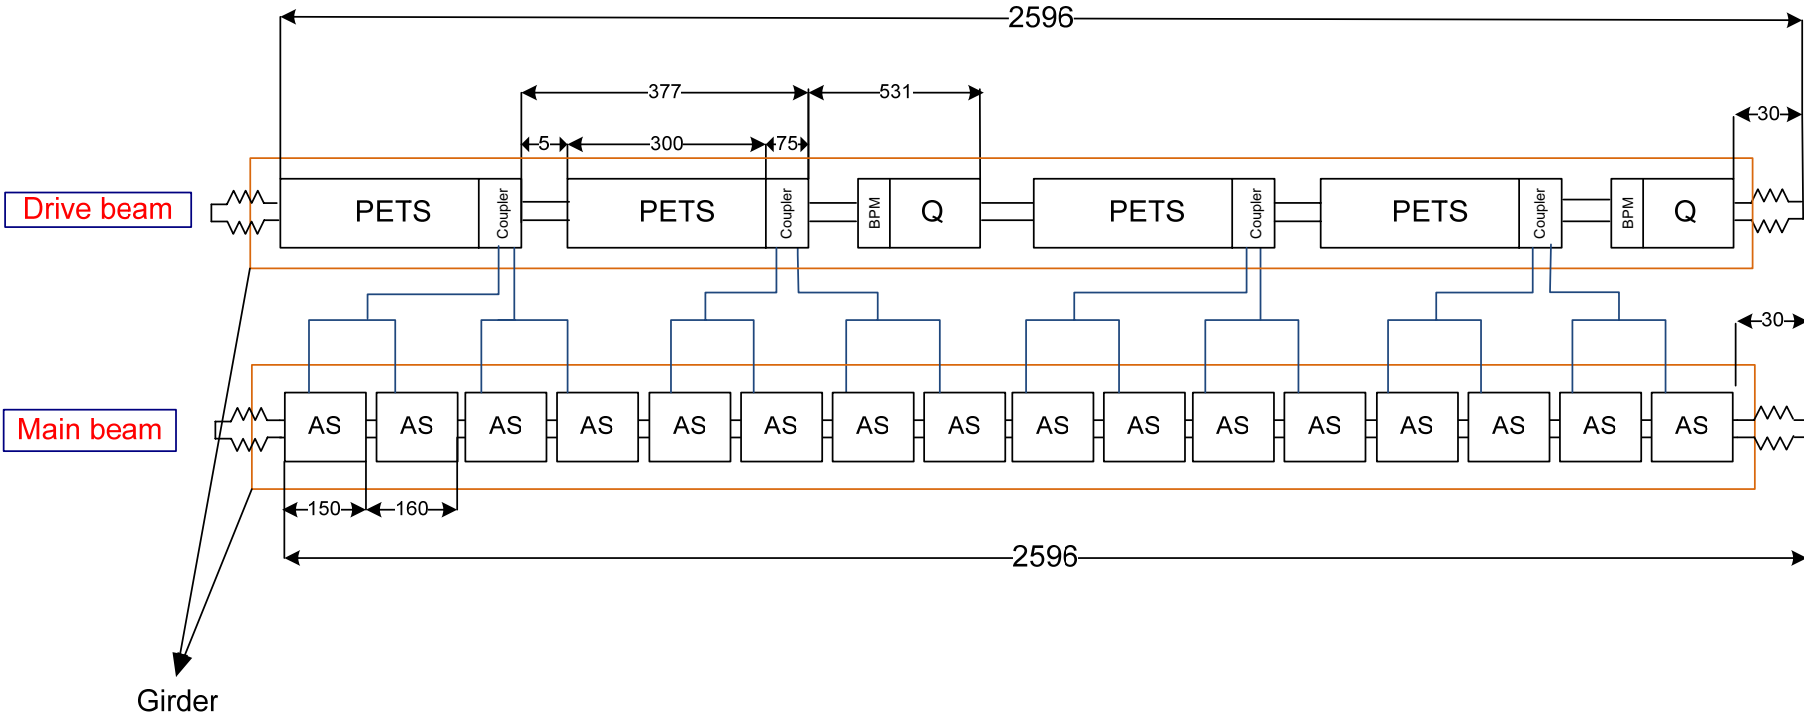 2596
377 531
30
5 300 75
Drive beam
PETS Coupler PETS Coupler BPM Q PETS Coupler PETS Coupler BPM Q
30
Main beam
AS AS AS AS AS AS AS AS AS AS AS AS AS AS AS AS
150 160
2596
Girder